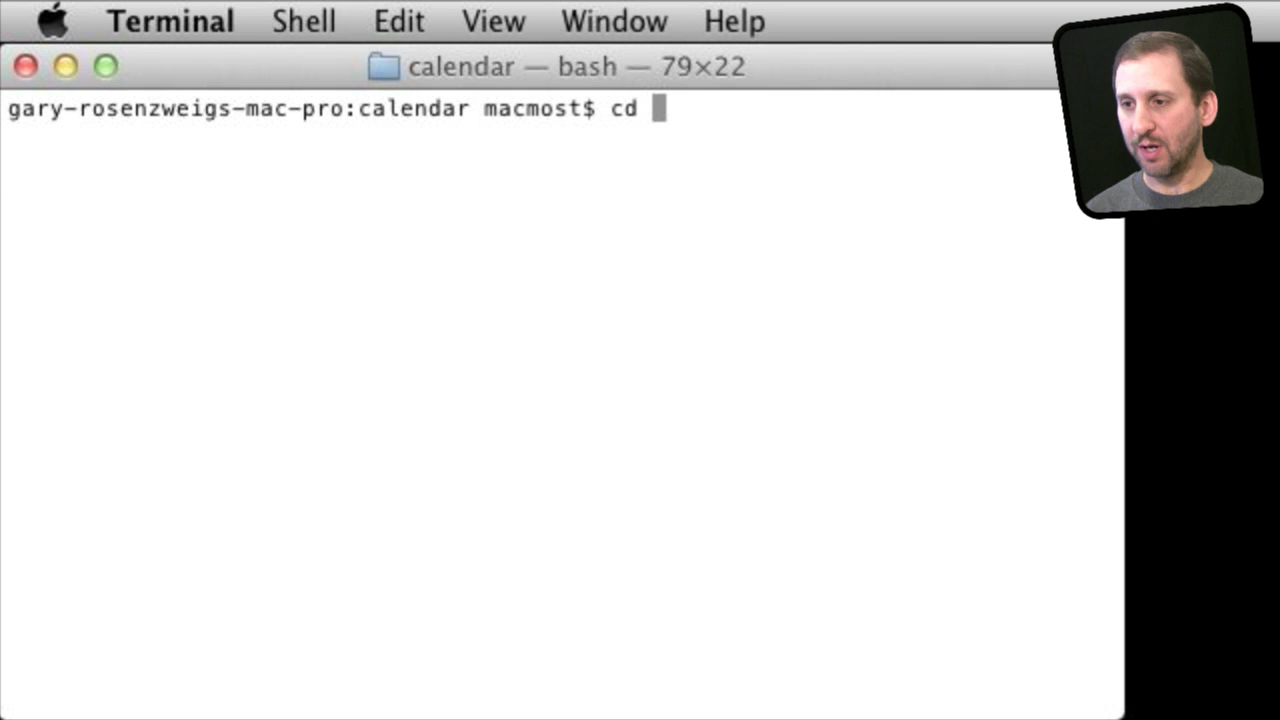 Terminal Shell Edit View Window Help
calendar — bash — 79×22
gary-rosenzweigs-mac-pro:calendar macmost$ cd